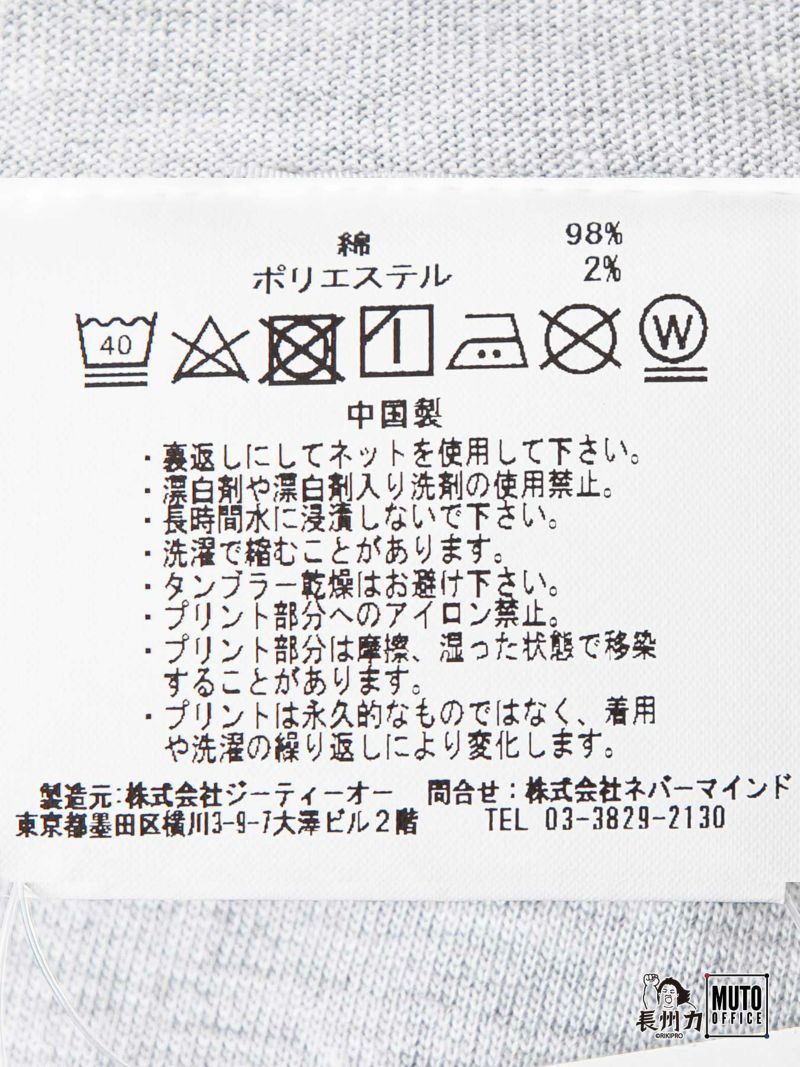 綿 98%
ポリエステル 2%
40 W
中国製
・裏返しにしてネットを使用して下さい。
・漂白剤や漂白剤入り洗剤の使用禁止。
・長時間水に浸漬しないで下さい。
・洗濯で縮むことがあります。
・タンブラー乾燥はお避け下さい。
・プリント部分へのアイロン禁止。
・プリント部分は摩擦、湿った状態で移染
することがあります。
・プリントは永久的なものではなく、着用
や洗濯の繰り返しにより変化します。
製造元:株式会社ジーティーオー 問合せ:株式会社ネバーマインド
東京都墨田区横川3-9-7大澤ビル2階 TEL 03-3829-2130
長州力
©RIKIPRO
MUTO
OFFICE